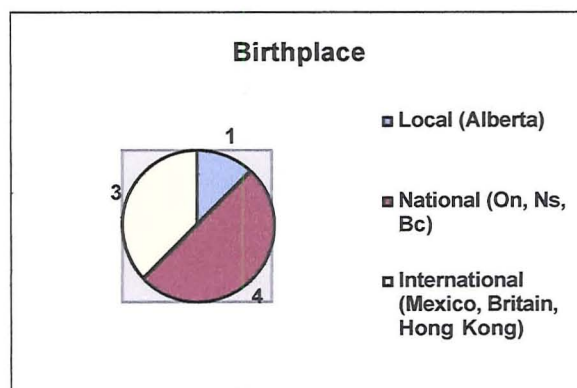 Birthplace
1
3
4
Local (Alberta)
National (On, Ns,
Bc)
International
(Mexico, Britain,
Hong Kong)